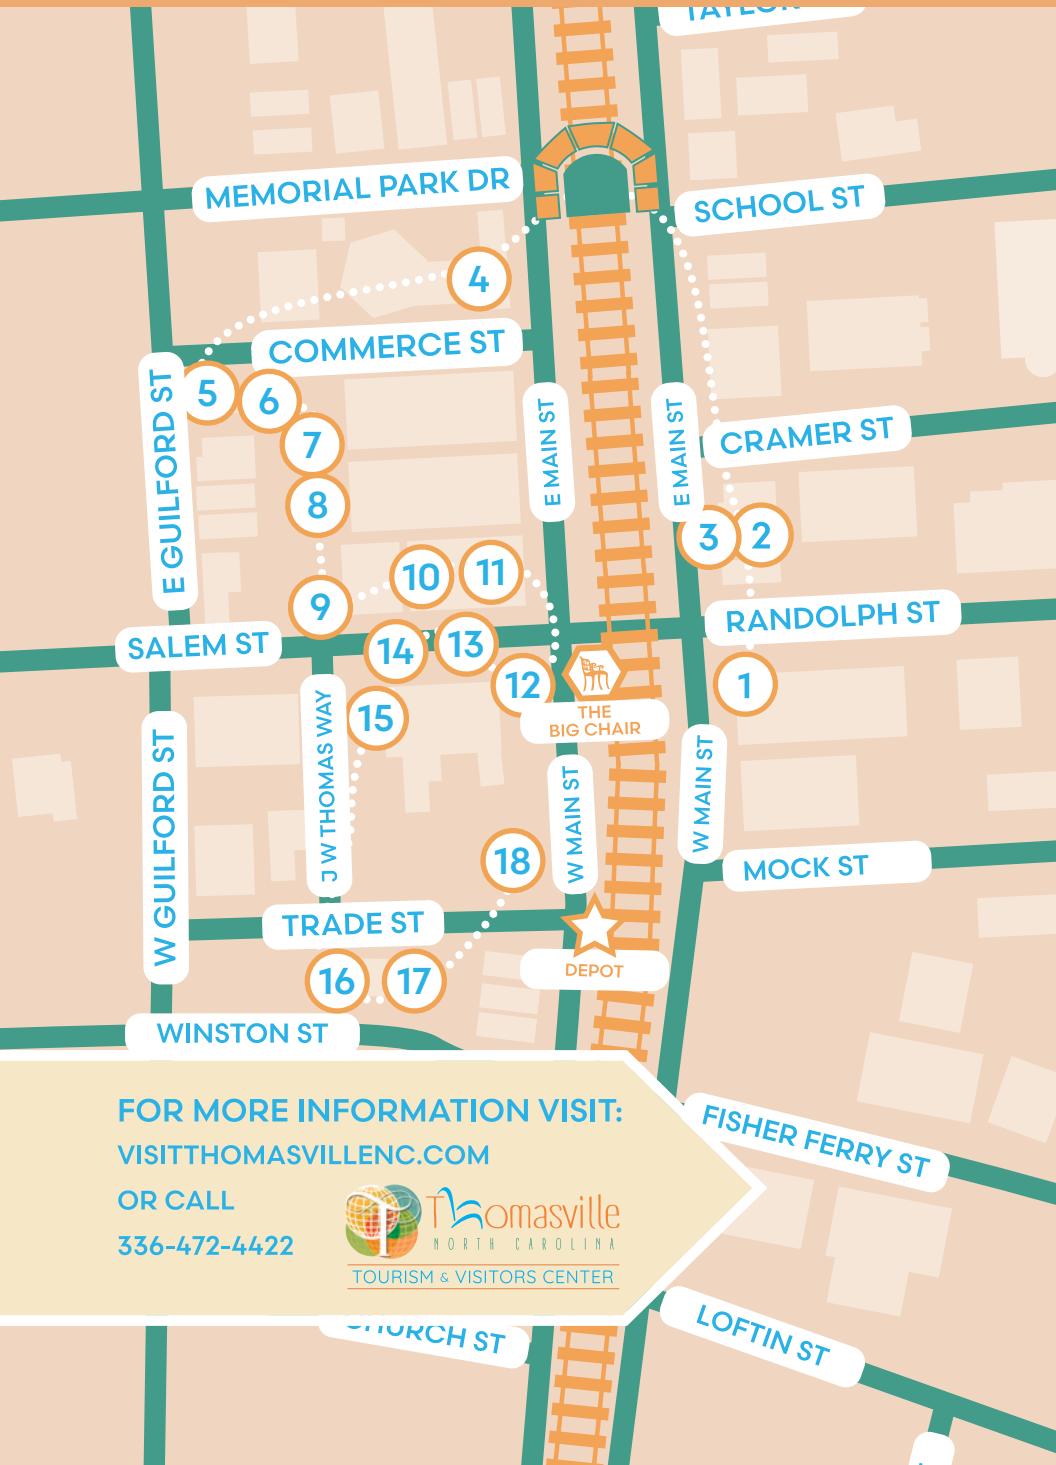 MEMORIAL PARK DR
SCHOOL ST
4
COMMERCE ST
E GUILFORD ST
5
6
7
8
E MAIN ST
E MAIN ST
CRAMER ST
3
2
10
11
9
RANDOLPH ST
SALEM ST
14
13
12
1
THE
BIG CHAIR
15
J W THOMAS WAY
W GUILFORD ST
W MAIN ST
W MAIN ST
18
MOCK ST
TRADE ST
DEPOT
16
17
WINSTON ST
FOR MORE INFORMATION VISIT:
VISITTHOMASVILLENC.COM
OR CALL
336-472-4422
Thomasville
NORTH CAROLINA
TOURISM & VISITORS CENTER
FISHER FERRY ST
CHURCH ST
LOFTIN ST